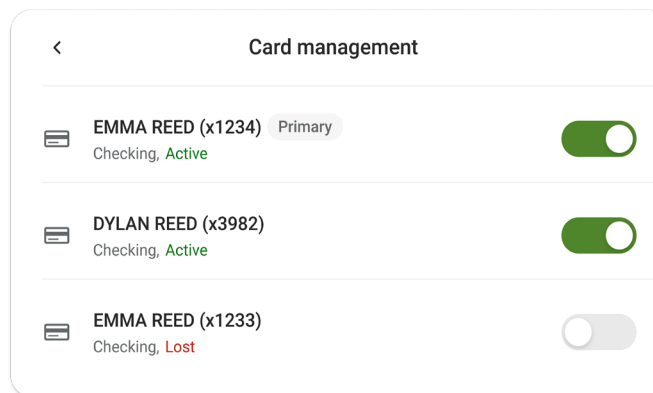 Card management
EMMA REED (x1234) Primary
Checking, Active
DYLAN REED (x3982)
Checking, Active
EMMA REED (x1233)
Checking, Lost